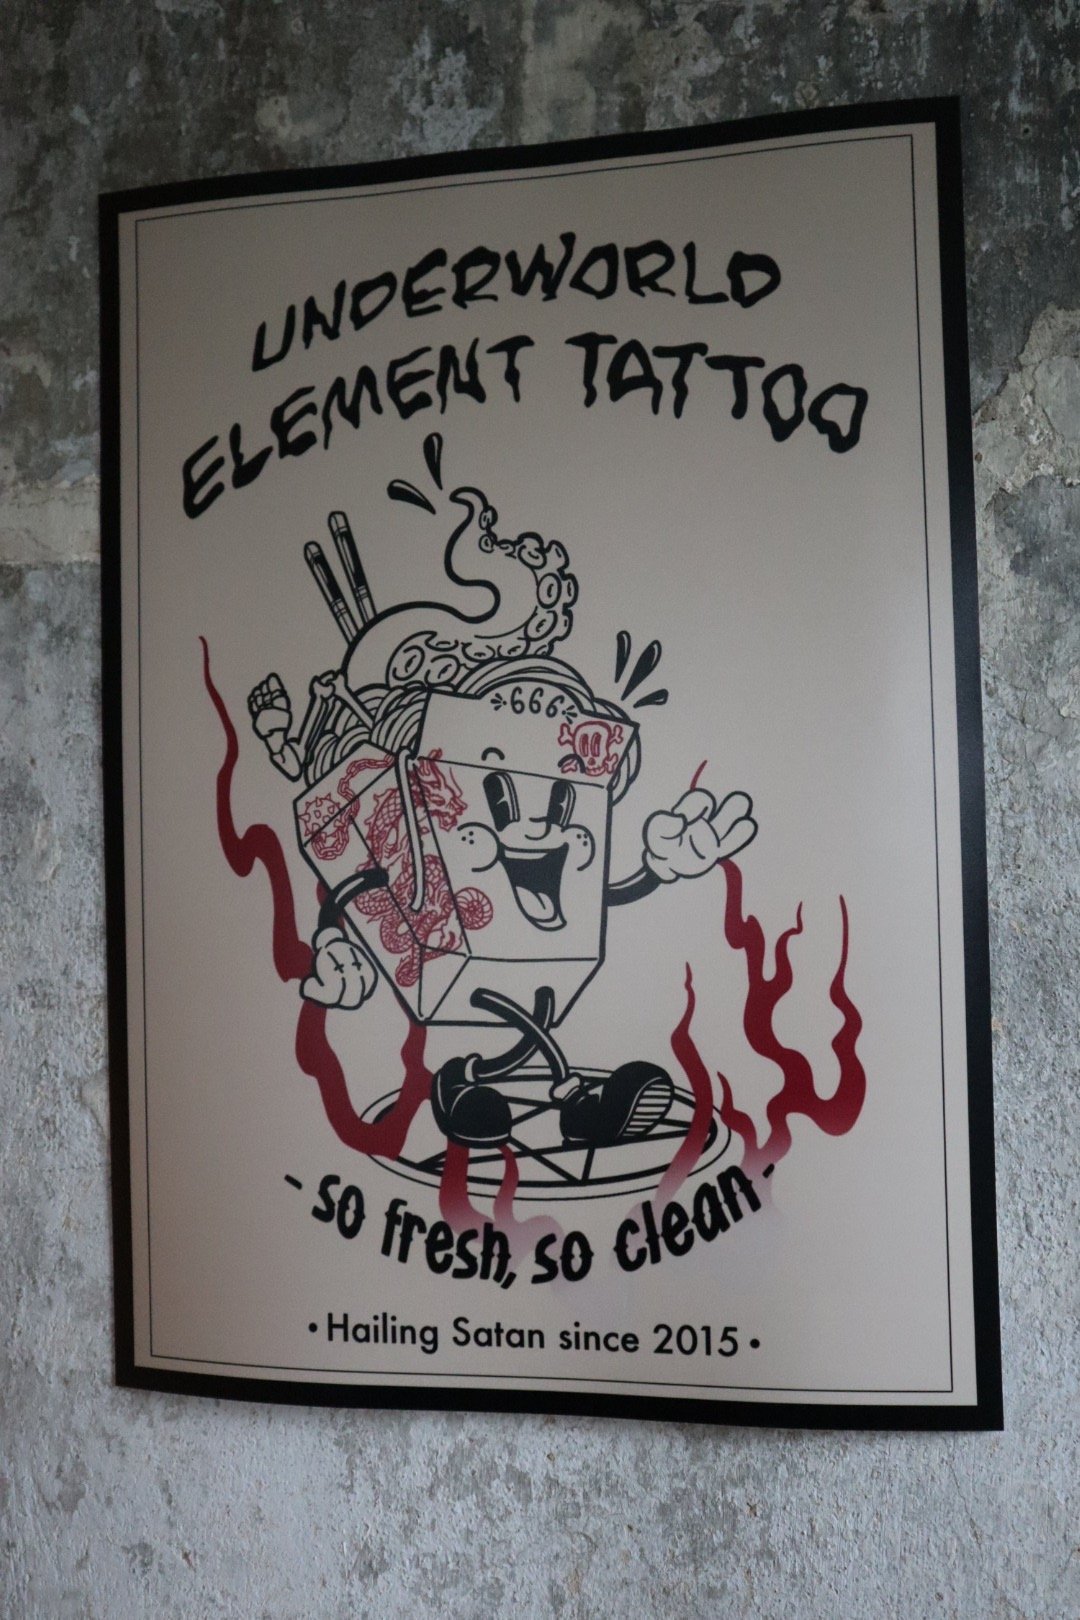 UNDERWORLD
ELEMENT TATTOO
666
- so fresh, so clean -
• Hailing Satan since 2015 •